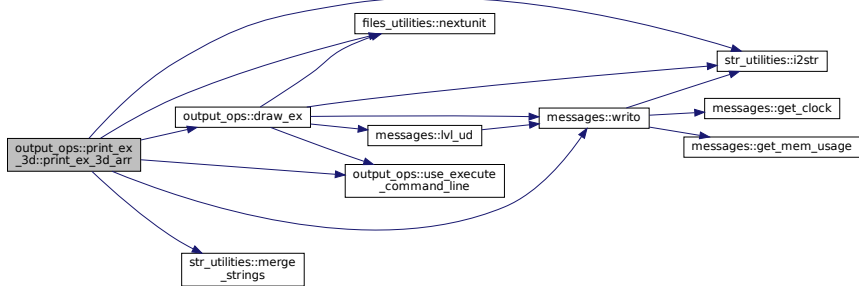 files_utilities::nextunit
str_utilities::i2str
output_ops::draw_ex
messages::writo
messages::get_clock
messages::lvl_ud
messages::get_mem_usage
output_ops::print_ex
_3d::print_ex_3d_arr
output_ops::use_execute
_command_line
str_utilities::merge
_strings